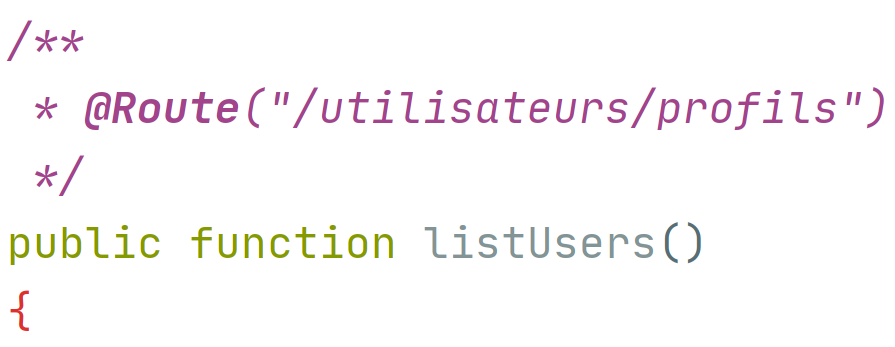 /**
 * @Route("/utilisateurs/profils")
 */
public function listUsers()
{